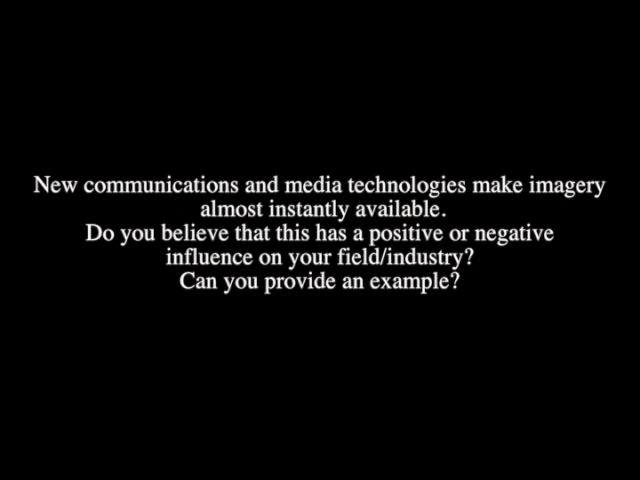 New communications and media technologies make imagery
almost instantly available.
Do you believe that this has a positive or negative
influence on your field/industry?
Can you provide an example?